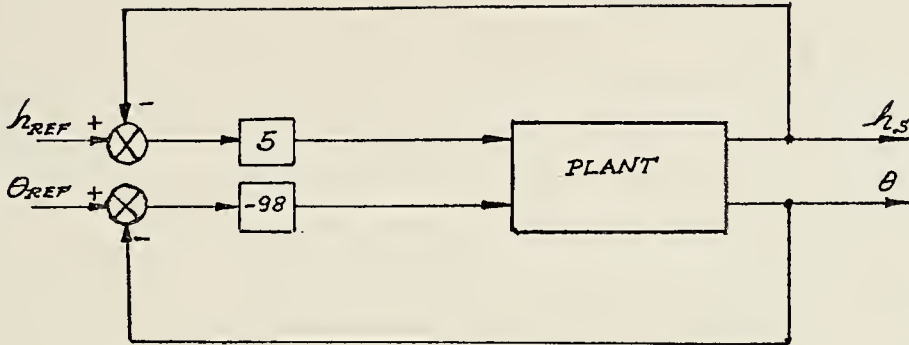 -
h_REF + 5 h_s
PLANT
θ_REF + -98 θ
-